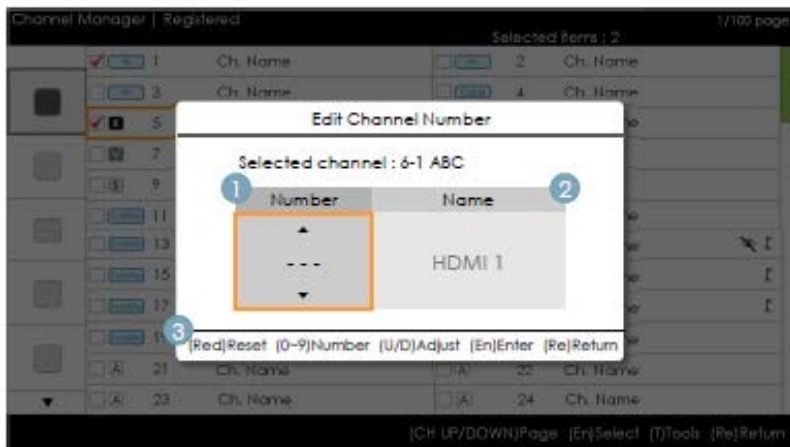 Channel Manager | Registered
1/100 page
Selected items : 2
1 Ch. Name
2 Ch. Name
3 Ch. Name
4 Ch. Name
5
7
9
11
13
15
17
Edit Channel Number
Selected channel : 6-1 ABC
1
2
Number
Name
- - -
HDMI 1
3
(Red)Reset (0~9)Number (U/D)Adjust (En)Enter (Re)Return
A 21 Ch. Name
A 22 Ch. Name
A 23 Ch. Name
A 24 Ch. Name
(CH UP/DOWN)Page (En)Select (T)Tools (Re)Return